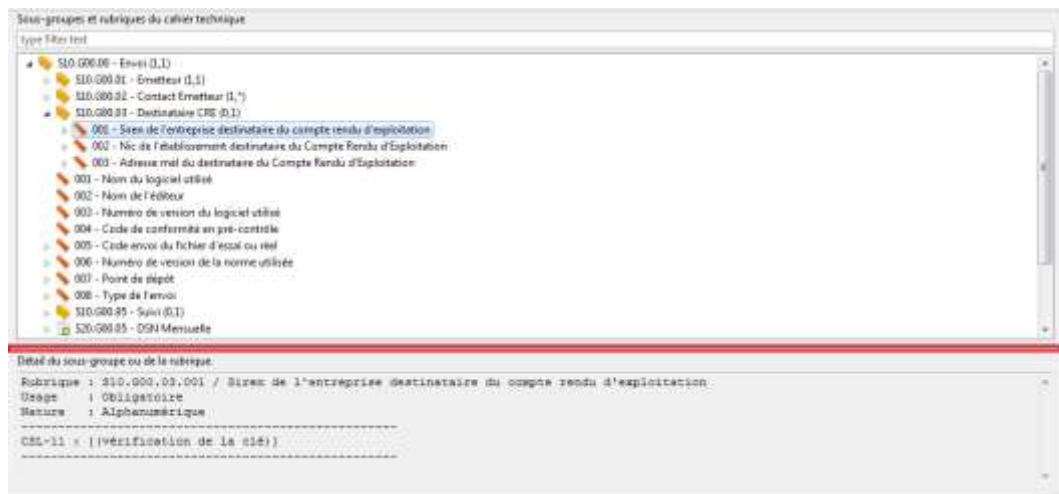 Sous-groupes et rubriques du cahier technique
type filter text
S10.G00.00 - Envoi (1,1)
S10.G00.01 - Emetteur (1,1)
S10.G00.02 - Contact Emetteur (1,*)
S10.G00.03 - Destinataire CRE (0,1)
001 - Siren de l'entreprise destinataire du compte rendu d'exploitation
002 - Nic de l'établissement destinataire du Compte Rendu d'Exploitation
003 - Adresse mél du destinataire du Compte Rendu d'Exploitation
001 - Nom du logiciel utilisé
002 - Nom de l'éditeur
003 - Numéro de version du logiciel utilisé
004 - Code de conformité en pré-contrôle
005 - Code envoi du fichier d'essai ou réel
006 - Numéro de version de la norme utilisée
007 - Point de dépôt
008 - Type de l'envoi
S10.G00.95 - Suivi (0,1)
S20.G00.05 - DSN Mensuelle
Détail du sous-groupe ou de la rubrique
Rubrique : S10.G00.03.001 / Siren de l'entreprise destinataire du compte rendu d'exploitation
Usage : Obligatoire
Nature : Alphanumérique
------------------------------------------------------
CSL-11 : [(vérification de la clé)]
------------------------------------------------------